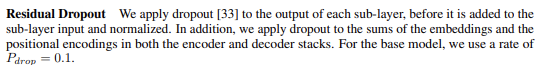 Residual Dropout We apply dropout [33] to the output of each sub-layer, before it is added to the
sub-layer input and normalized. In addition, we apply dropout to the sums of the embeddings and the
positional encodings in both the encoder and decoder stacks. For the base model, we use a rate of
P_drop = 0.1.